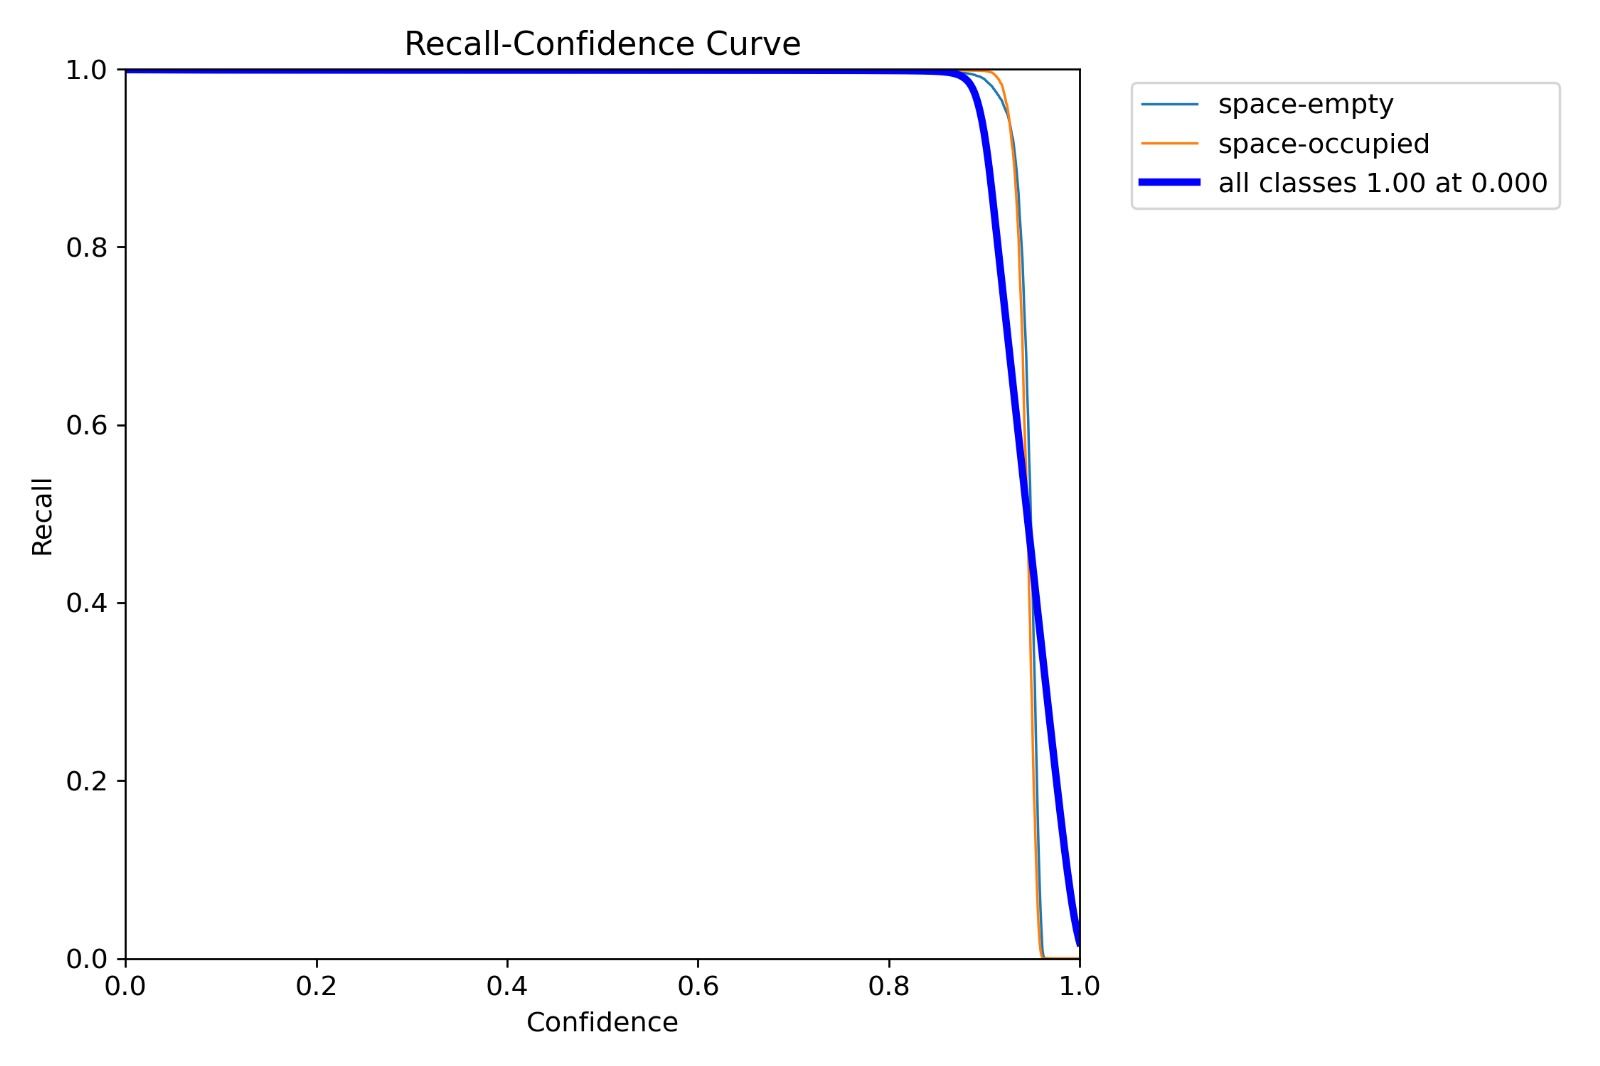 Recall-Confidence Curve
1.0
0.8
0.6
0.4
0.2
0.0
Recall
0.0 0.2 0.4 0.6 0.8 1.0
Confidence
space-empty
space-occupied
all classes 1.00 at 0.000